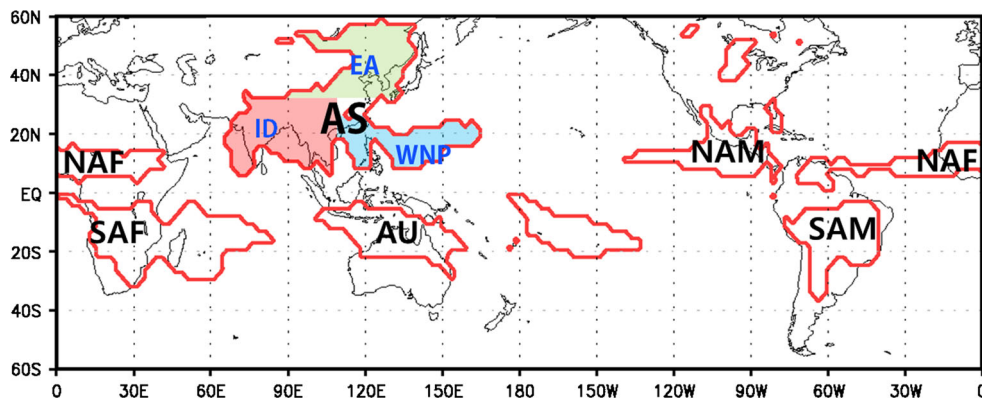 60N
EA
40N
AS
ID
20N
WNP
NAF
NAM
NAF
EQ
SAF
AU
SAM
20S
40S
60S
0 30E 60E 90E 120E 150E 180 150W 120W 90W 60W 30W 0